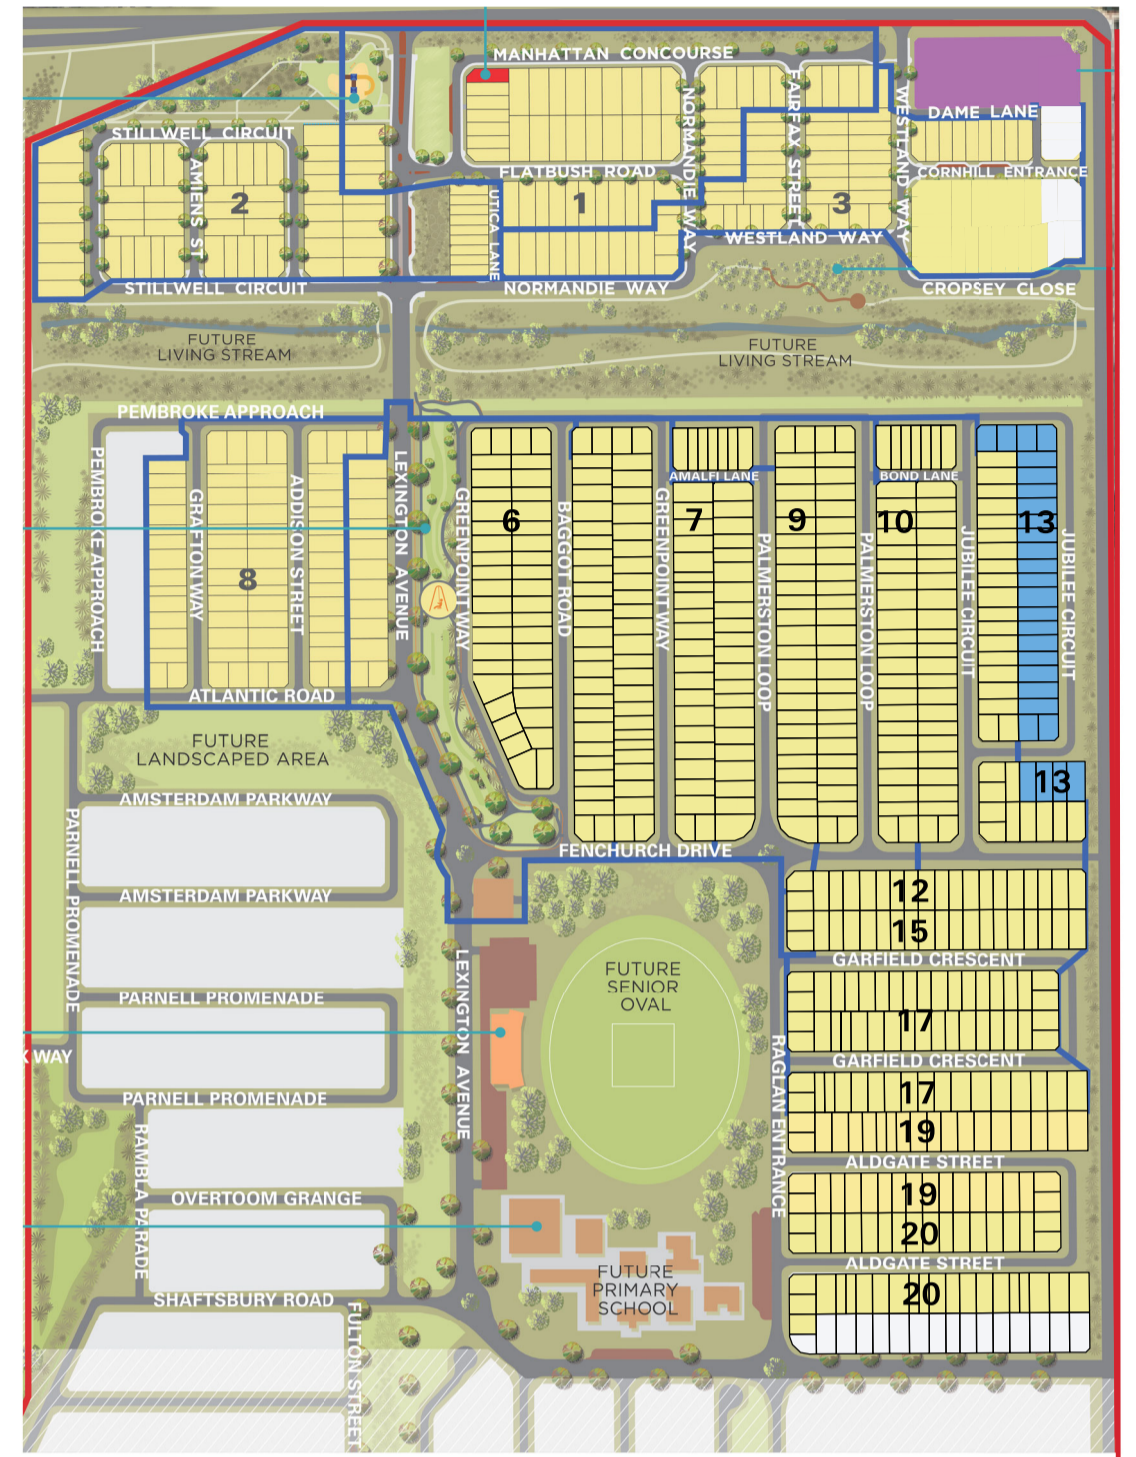 MANHATTAN CONCOURSE
DAME LANE
STILLWELL CIRCUIT
AMIENS ST
2
FLATBUSH ROAD
UTICA LANE
1
NORMANDIE WAY
FAIRFAX STREET
3
WESTLAND WAY
CORNHILL ENTRANCE
WESTLAND WAY
STILLWELL CIRCUIT
NORMANDIE WAY
CROPSEY CLOSE
FUTURE
LIVING STREAM
FUTURE
LIVING STREAM
PEMBROKE APPROACH
PEMBROKE APPROACH
GRAFTON WAY
8
ADDISON STREET
LEXINGTON AVENUE
GREENPOINT WAY
6
BAGGOT ROAD
GREENPOINT WAY
AMALFI LANE
7
PALMERSTON LOOP
9
PALMERSTON LOOP
BOND LANE
10
JUBILEE CIRCUIT
13
JUBILEE CIRCUIT
ATLANTIC ROAD
FUTURE
LANDSCAPED AREA
13
AMSTERDAM PARKWAY
PARNELL PROMENADE
FENCHURCH DRIVE
AMSTERDAM PARKWAY
12
15
GARFIELD CRESCENT
LEXINGTON AVENUE
FUTURE
SENIOR
OVAL
PARNELL PROMENADE
17
RAGLAN ENTRANCE
K WAY
GARFIELD CRESCENT
PARNELL PROMENADE
17
19
RAMBLA PARADE
ALDGATE STREET
OVERTOOM GRANGE
19
20
ALDGATE STREET
FUTURE
PRIMARY
SCHOOL
20
SHAFTSBURY ROAD
FULTON STREET